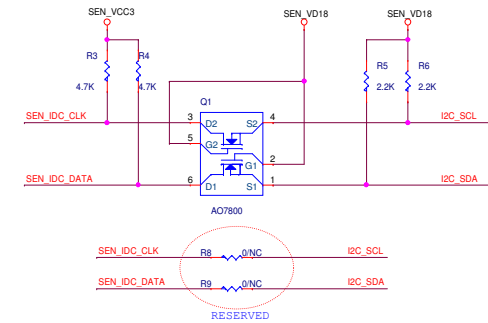 SEN_VCC3 SEN_VD18 SEN_VD18
R3 R4 R5 R6
4.7K 4.7K 2.2K 2.2K
Q1
SEN_IDC_CLK 3 D2 S2 4 I2C_SCL
5 G2
G1 2
SEN_IDC_DATA 6 D1 S1 1 I2C_SDA
AO7800
SEN_IDC_CLK R8 0/NC I2C_SCL
SEN_IDC_DATA R9 0/NC I2C_SDA
RESERVED